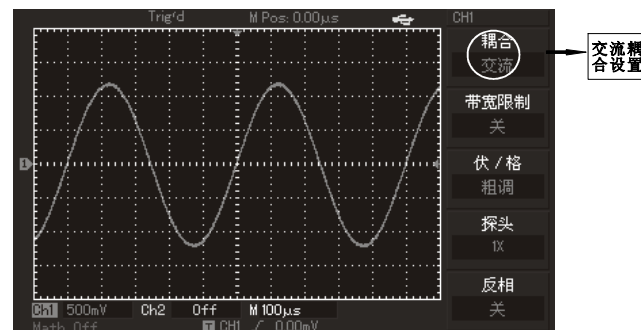 Trig'd M Pos: 0.00μs CH1
耦合
交流
交流耦
合设置
带宽限制
关
伏/格
1
粗调
探头
1X
反相
关
Ch1 500mV Ch2 Off M 100μs
Math Off T CH1 / 0.00mV